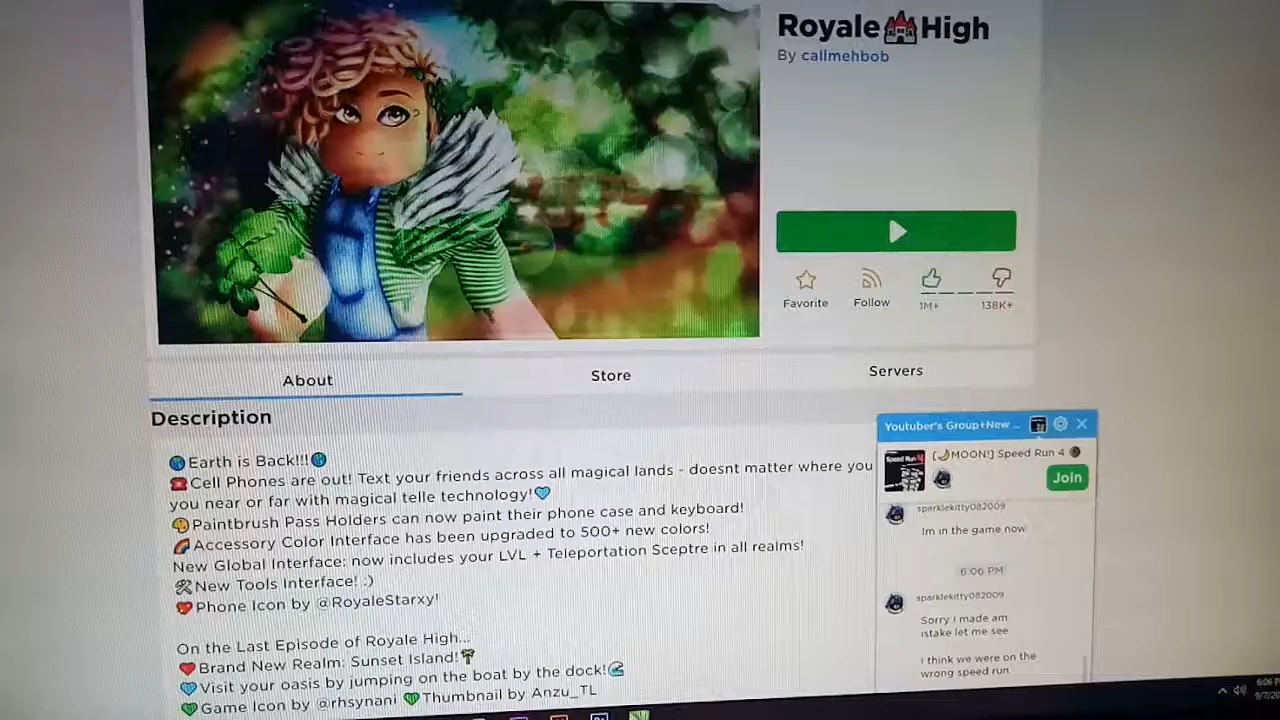 Royale🏰High
By callmehbob
Favorite
Follow
1M+
138K+
About
Store
Servers
Description
🌎Earth is Back!!!🌎
☎️Cell Phones are out! Text your friends across all magical lands - doesnt matter where you
you near or far with magical telle technology!💙
🎨Paintbrush Pass Holders can now paint their phone case and keyboard!
🌈Accessory Color Interface has been upgraded to 500+ new colors!
New Global Interface: now includes your LVL + Teleportation Sceptre in all realms!
🛠New Tools Interface! :)
💖Phone Icon by @RoyaleStarxy!
On the Last Episode of Royale High...
❤️Brand New Realm: Sunset Island!🌴
💙Visit your oasis by jumping on the boat by the dock!🌊
💚Game Icon by @rhsynani 💚Thumbnail by Anzu_TL
Youtuber's Group+New ...
Speed Run 4
[🌙MOON!] Speed Run 4 🌑
Join
sparklekitty082009
Im in the game now
6:06 PM
sparklekitty082009
Sorry I made am
istake let me see
i think we were on the
wrong speed run
6:06 P